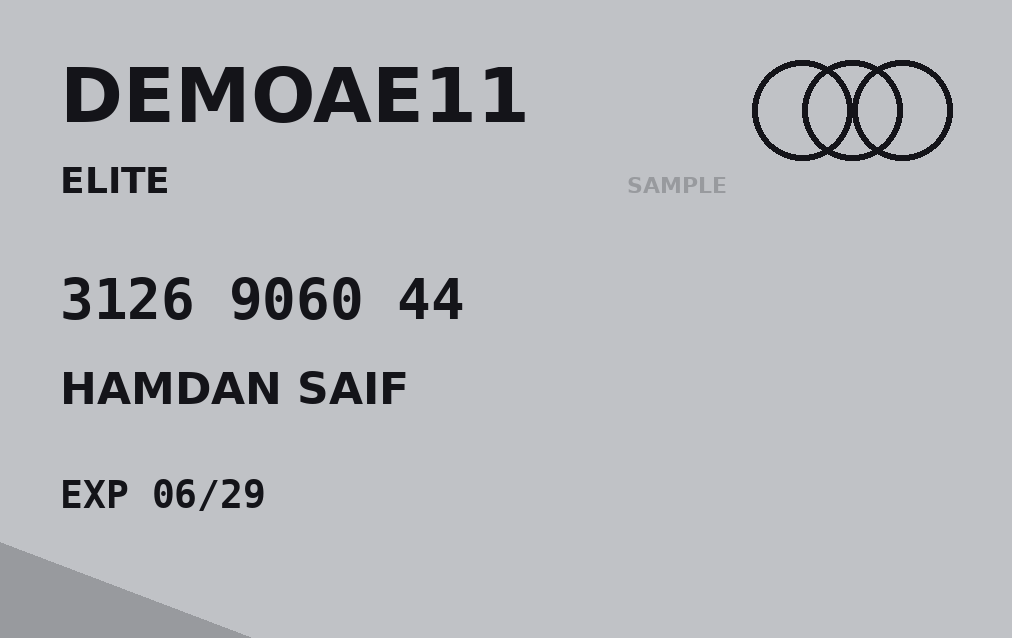 DEMOAE11
ELITE
SAMPLE
3126 9060 44
HAMDAN SAIF
EXP 06/29